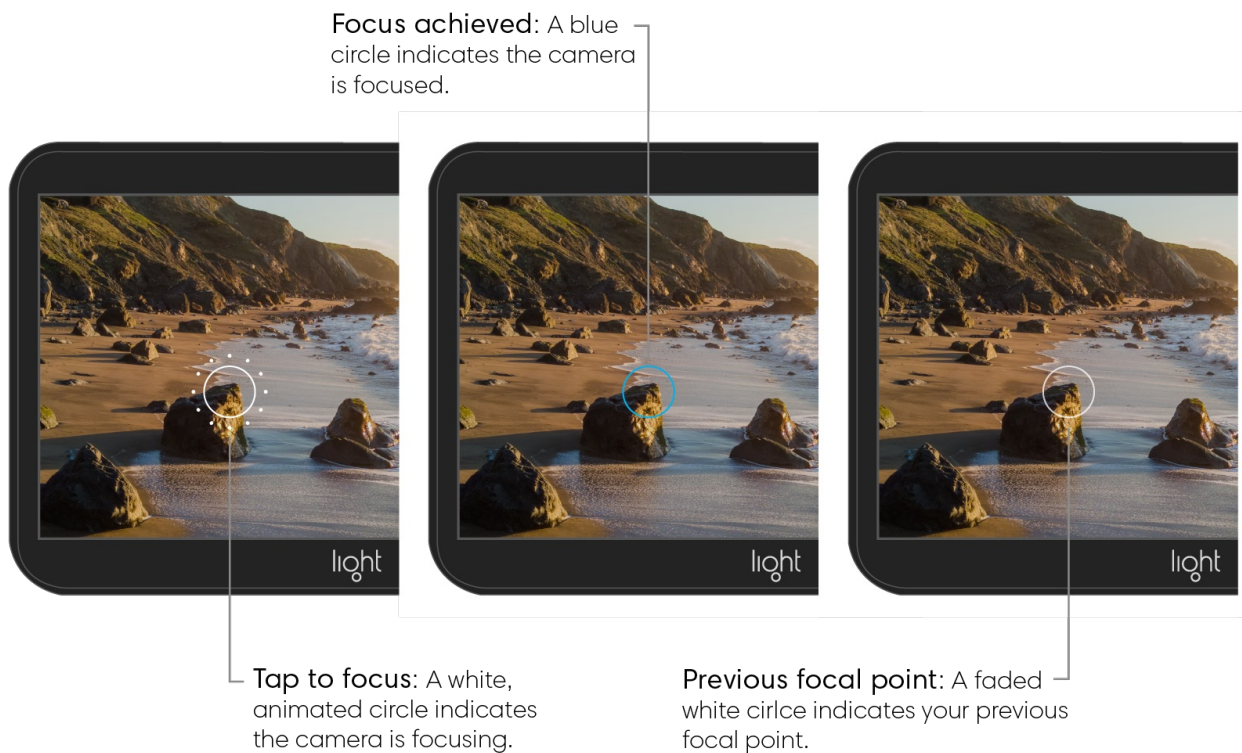 Focus achieved: A blue
circle indicates the camera
is focused.
light
light
light
Tap to focus: A white,
animated circle indicates
the camera is focusing.
Previous focal point: A faded
white cirlce indicates your previous
focal point.